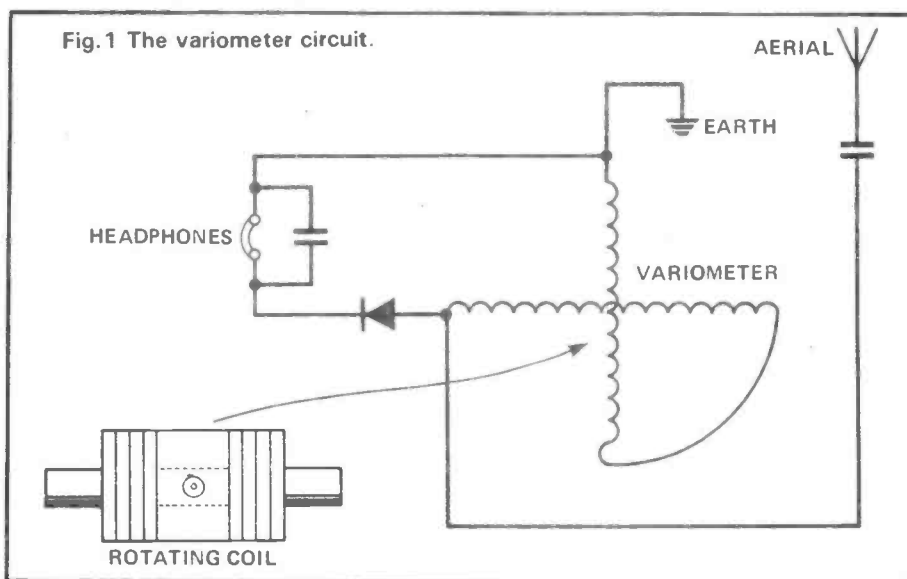 Fig. 1 The variometer circuit.
AERIAL
EARTH
HEADPHONES
VARIOMETER
ROTATING COIL